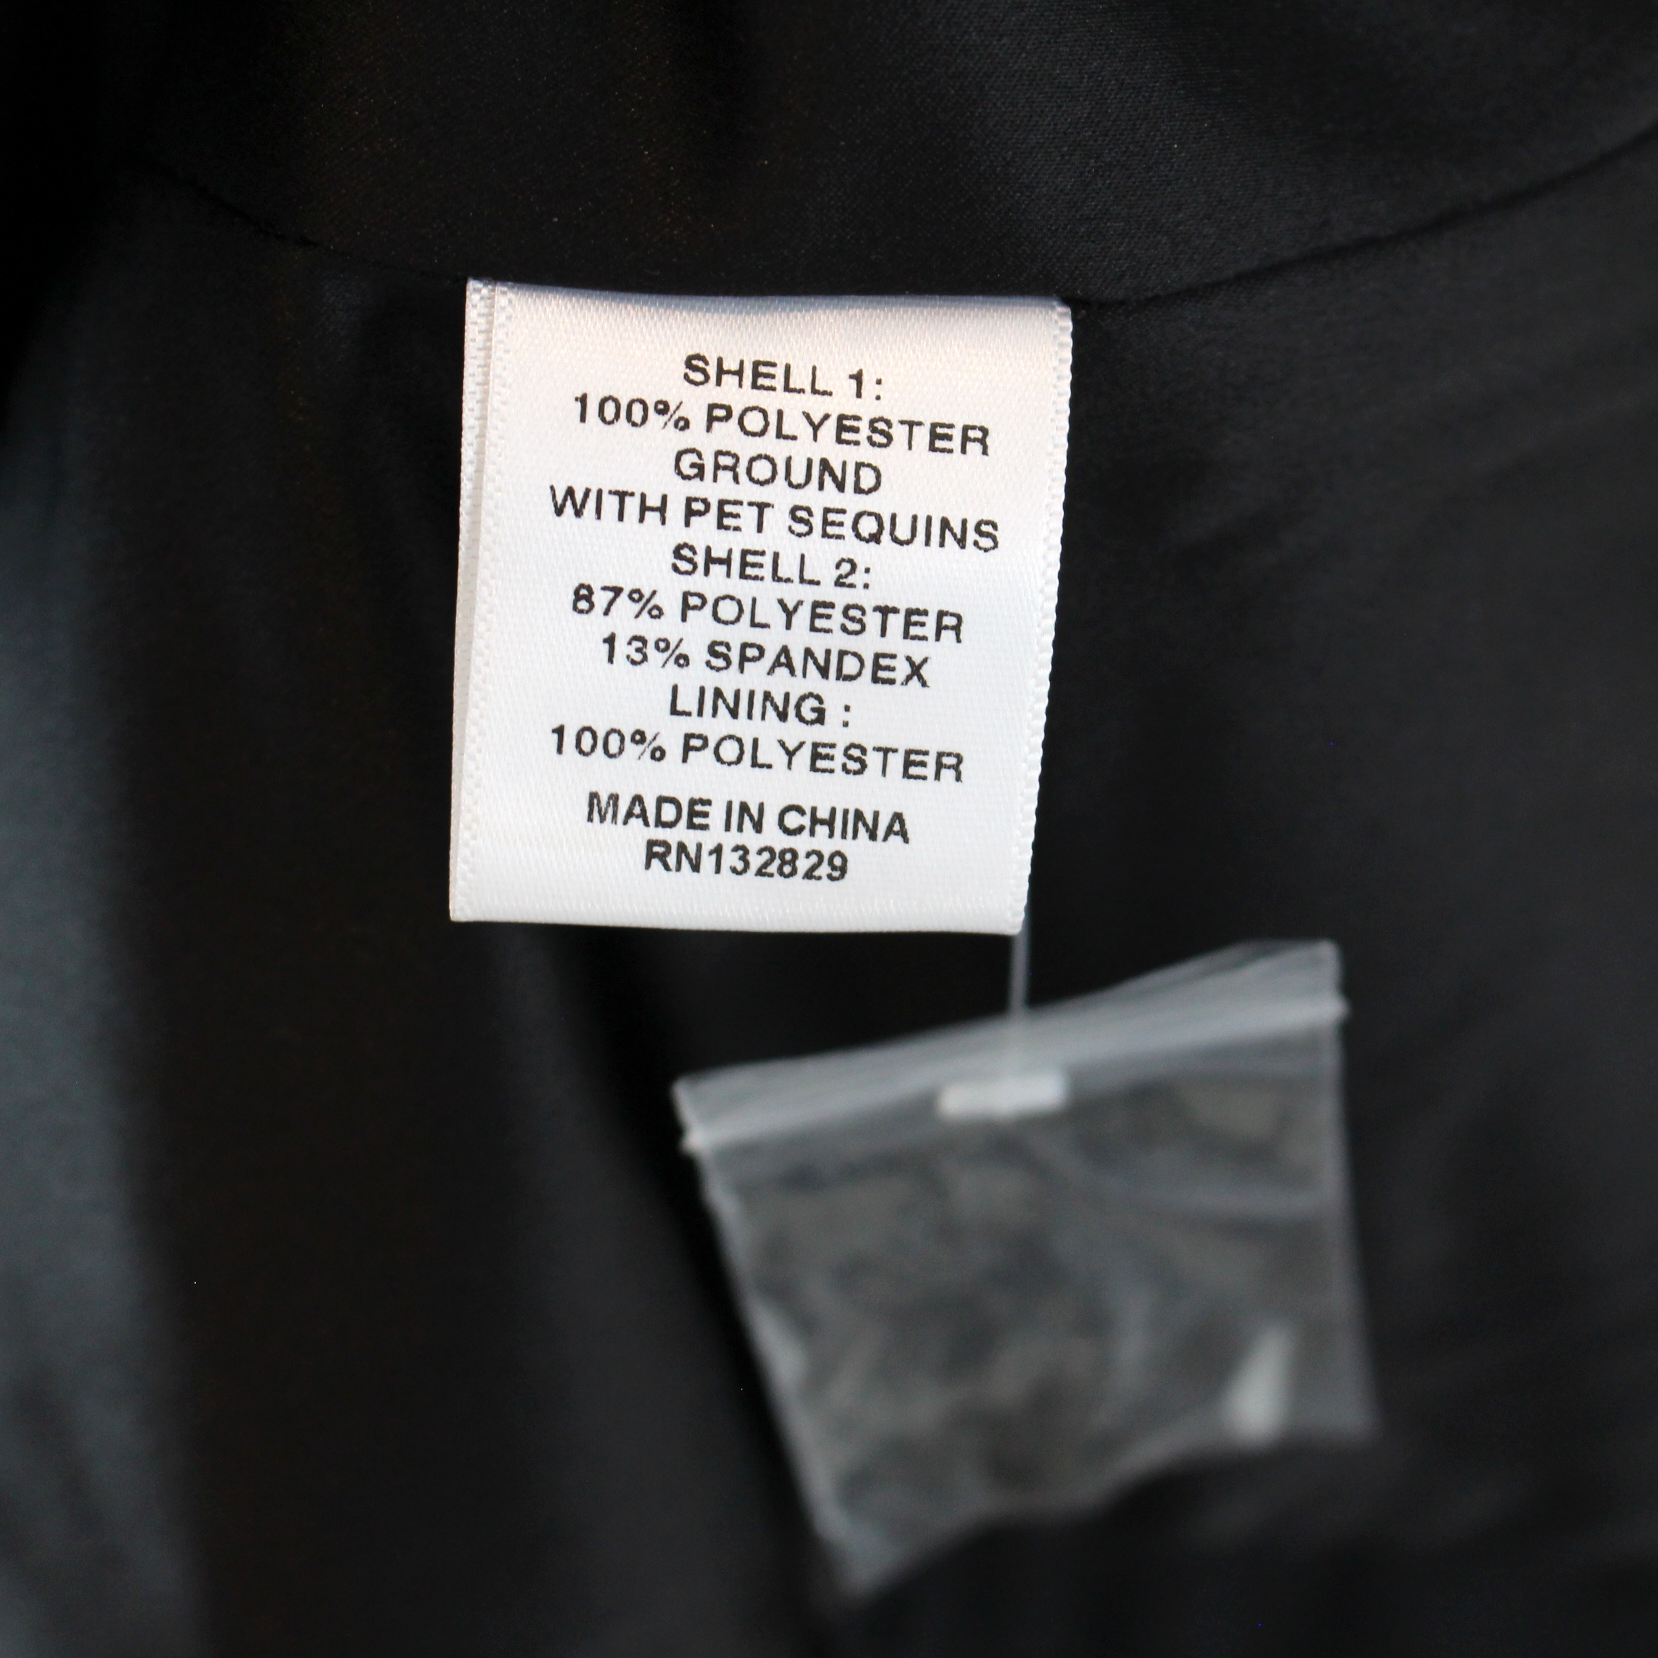 SHELL 1:
100% POLYESTER
GROUND
WITH PET SEQUINS
SHELL 2:
87% POLYESTER
13% SPANDEX
LINING :
100% POLYESTER
MADE IN CHINA
RN132829